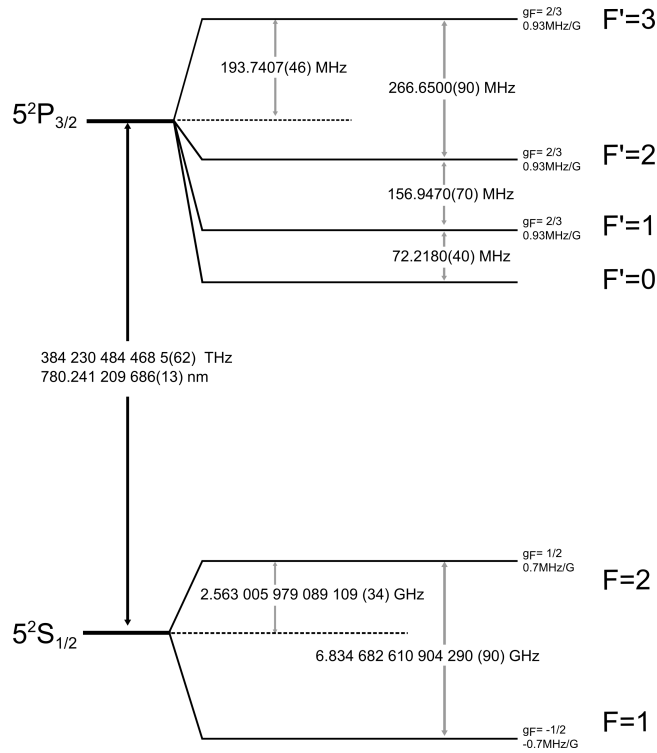 gF= 2/3
0.93MHz/G
F'=3
193.7407(46) MHz
266.6500(90) MHz
5²P₃/₂
gF= 2/3
0.93MHz/G
F'=2
156.9470(70) MHz
gF= 2/3
0.93MHz/G
F'=1
72.2180(40) MHz
F'=0
384 230 484 468 5(62) THz
780.241 209 686(13) nm
gF= 1/2
0.7MHz/G
F=2
2.563 005 979 089 109 (34) GHz
5²S₁/₂
6.834 682 610 904 290 (90) GHz
gF= -1/2
-0.7MHz/G
F=1